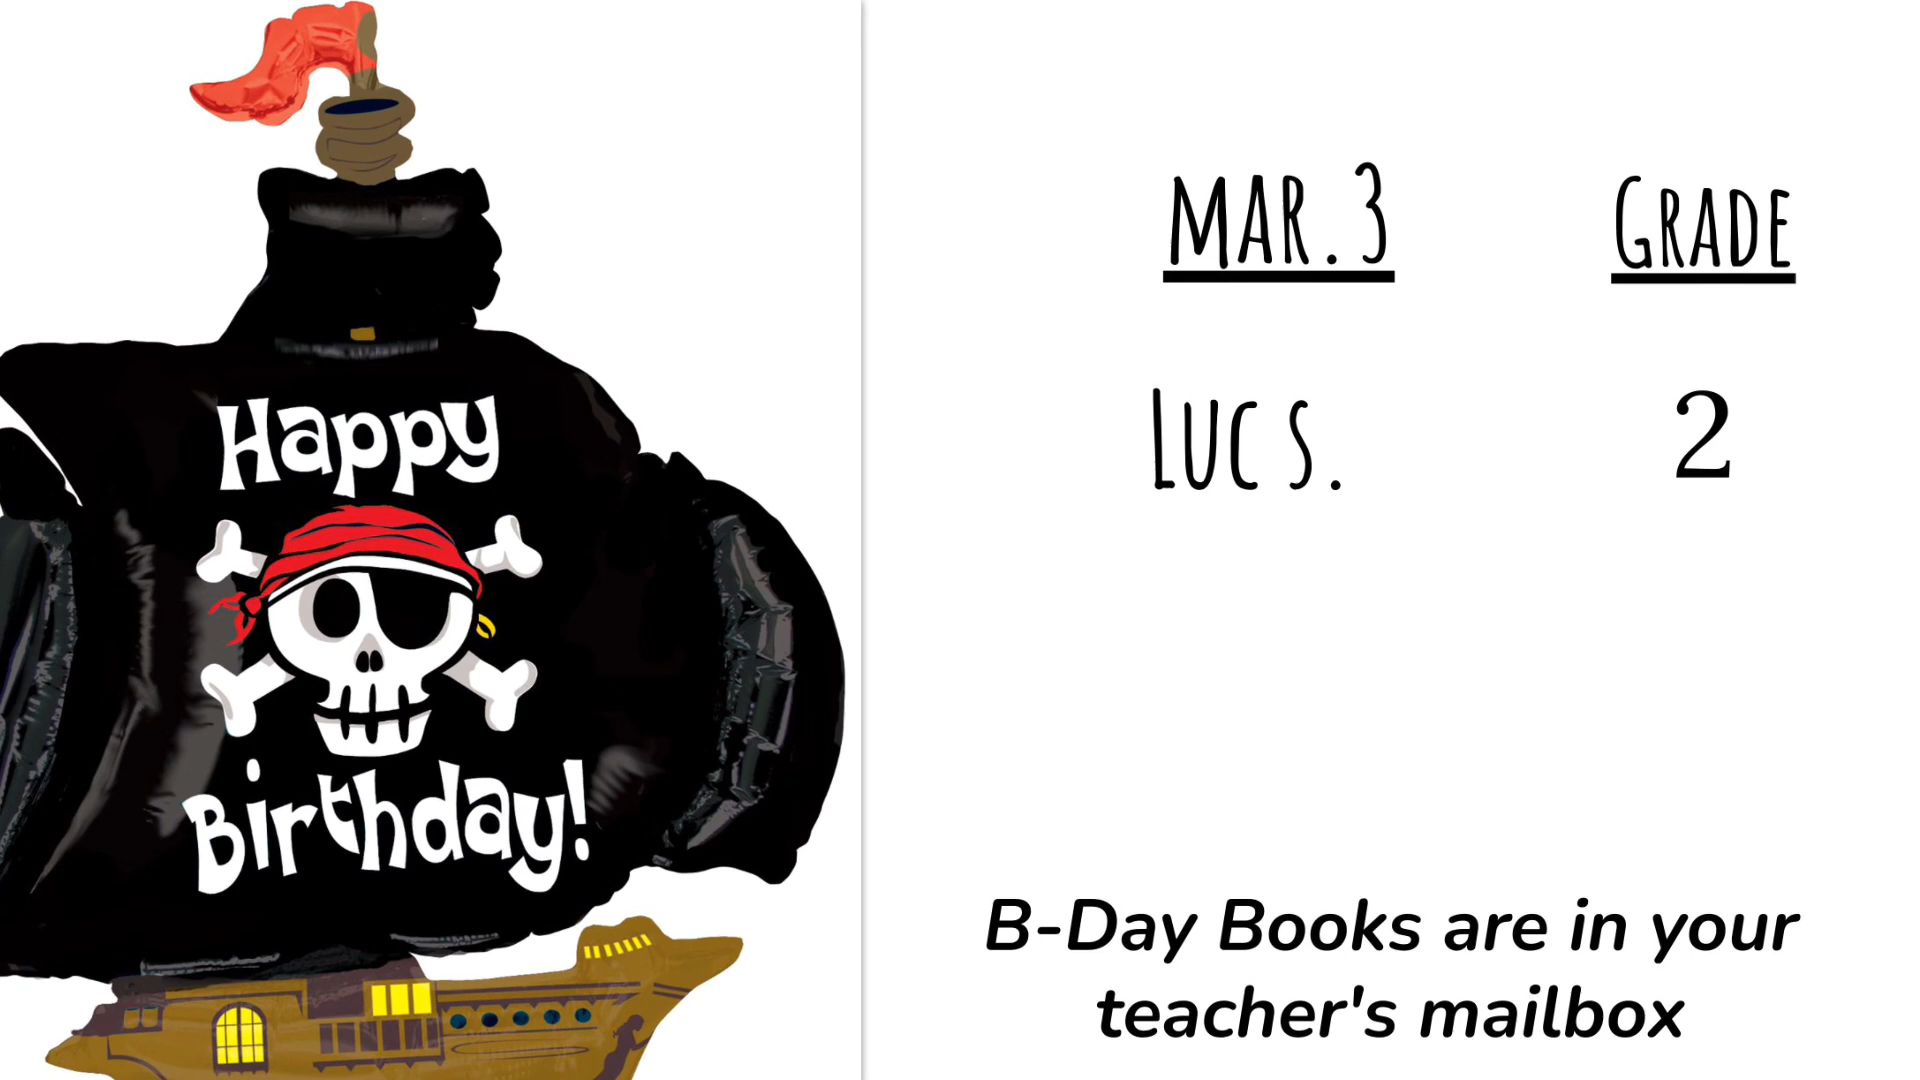 Happy
Birthday!
MAR. 3 GRADE
LUC S. 2
B-Day Books are in your
teacher's mailbox